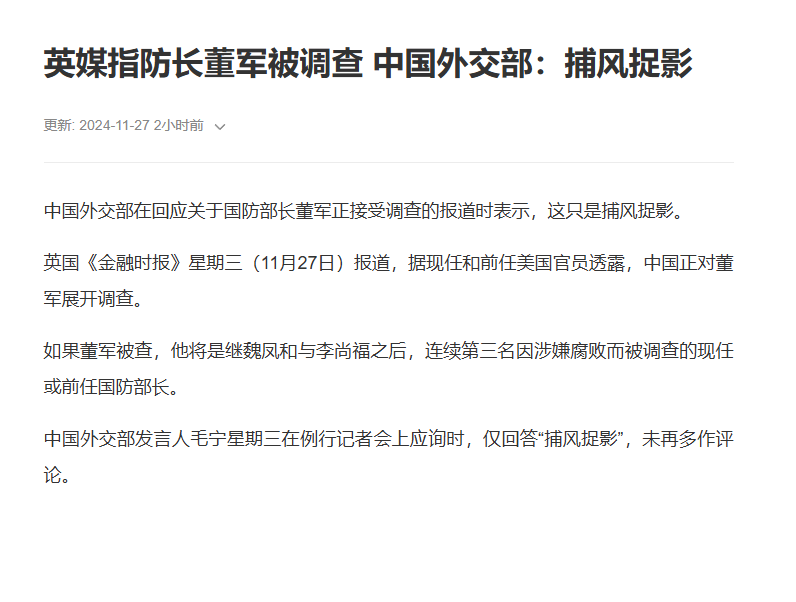 英媒指防长董军被调查 中国外交部：捕风捉影
更新: 2024-11-27 2小时前
中国外交部在回应关于国防部长董军正接受调查的报道时表示，这只是捕风捉影。
英国《金融时报》星期三（11月27日）报道，据现任和前任美国官员透露，中国正对董
军展开调查。
如果董军被查，他将是继魏凤和与李尚福之后，连续第三名因涉嫌腐败而被调查的现任
或前任国防部长。
中国外交部发言人毛宁星期三在例行记者会上应询时，仅回答“捕风捉影”，未再多作评
论。